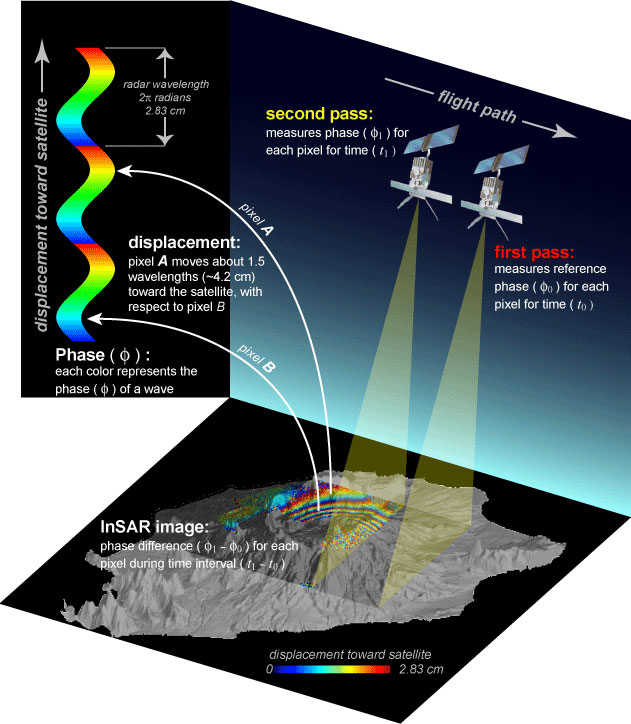 displacement toward satellite
radar wavelength
2π radians
2.83 cm
flight path
second pass:
measures phase (ϕ₁) for
each pixel for time (t₁)
first pass:
measures reference
phase (ϕ₀) for each
pixel for time (t₀)
pixel A
displacement:
pixel A moves about 1.5
wavelengths (~4.2 cm)
toward the satellite, with
respect to pixel B
pixel B
Phase (ϕ) :
each color represents the
phase (ϕ) of a wave
InSAR image:
phase difference (ϕ₁ – ϕ₀) for each
pixel during time interval (t₁ – t₀)
displacement toward satellite
0 2.83 cm